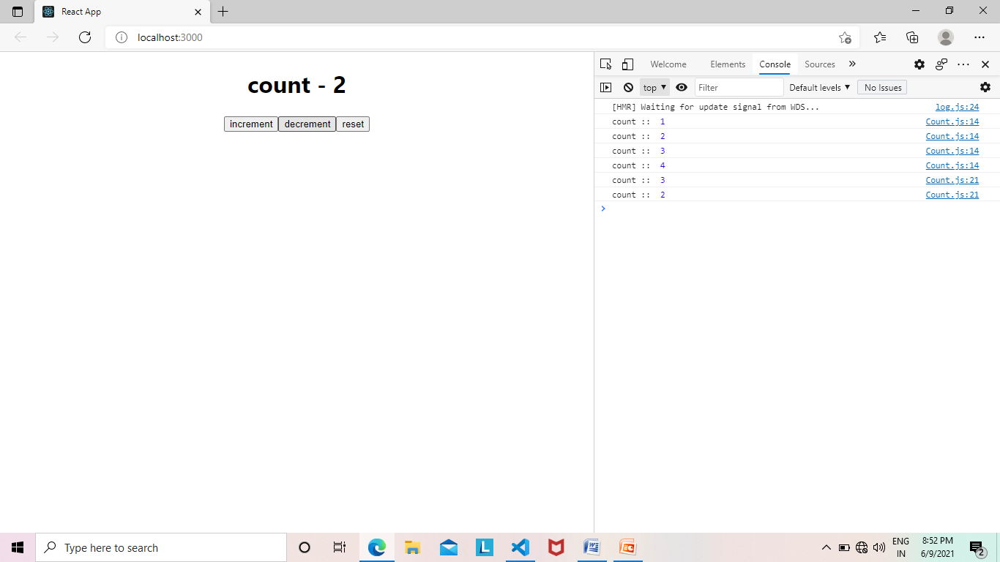 React App
localhost:3000
count - 2
increment decrement reset
Welcome Elements Console Sources
top Filter Default levels No Issues
[HMR] Waiting for update signal from WDS... log.js:24
count :: 1 Count.js:14
count :: 2 Count.js:14
count :: 3 Count.js:14
count :: 4 Count.js:14
count :: 3 Count.js:21
count :: 2 Count.js:21
Type here to search
ENG
IN
8:52 PM
6/9/2021
2